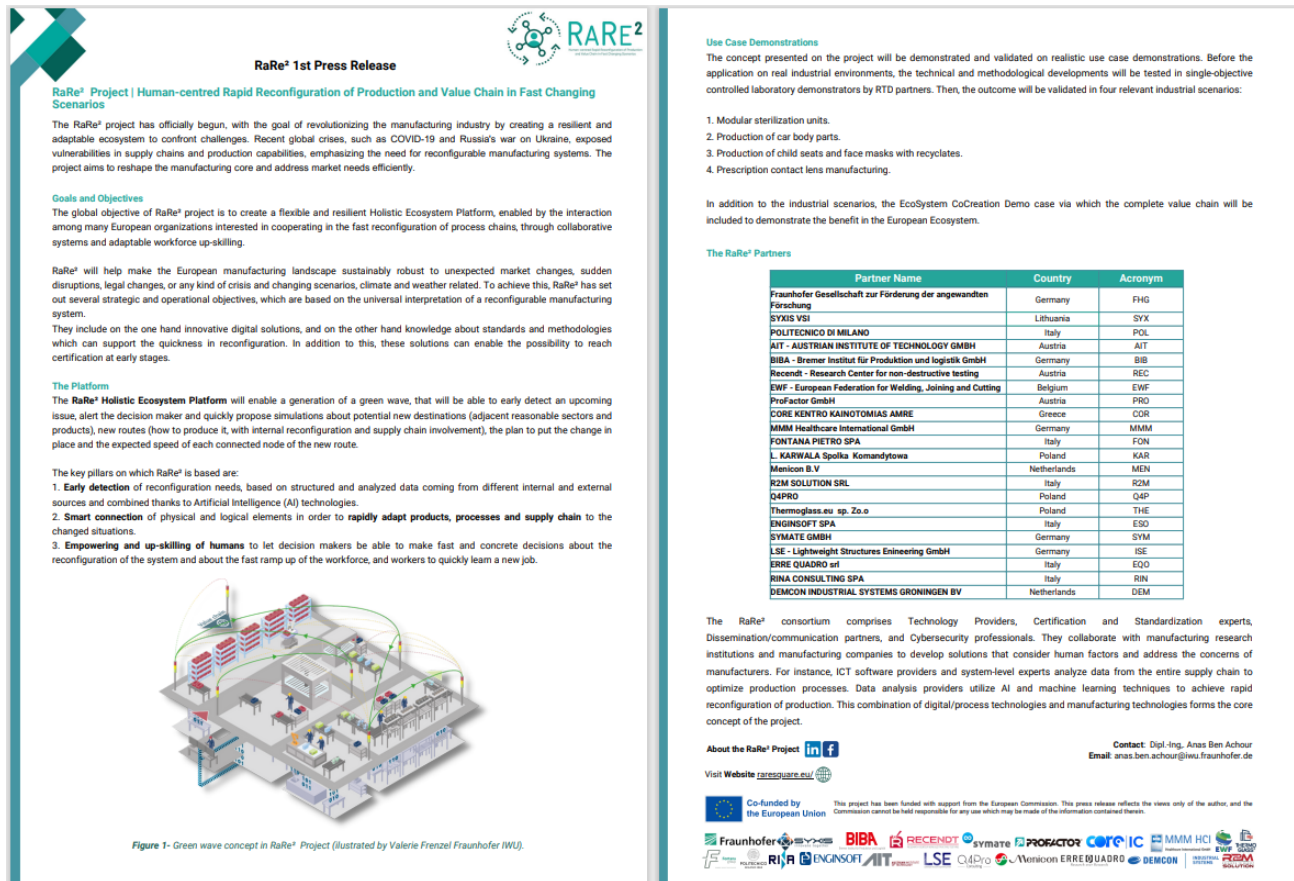 RARE²
RaRe² 1st Press Release
RaRe² Project | Human-centred Rapid Reconfiguration of Production and Value Chain in Fast Changing
Scenarios
The RaRe² project has officially begun, with the goal of revolutionizing the manufacturing industry by creating a resilient and
adaptable ecosystem to confront challenges. Recent global crises, such as COVID-19 and Russia's war on Ukraine, exposed
vulnerabilities in supply chains and production capabilities, emphasizing the need for reconfigurable manufacturing systems. The
project aims to reshape the manufacturing core and address market needs efficiently.
Goals and Objectives
The global objective of RaRe² project is to create a flexible and resilient Holistic Ecosystem Platform, enabled by the interaction
among many European organizations interested in cooperating in the fast reconfiguration of process chains, through collaborative
systems and adaptable workforce up-skilling.
RaRe² will help make the European manufacturing landscape sustainably robust to unexpected market changes, sudden
disruptions, legal changes, or any kind of crisis and changing scenarios, climate and weather related. To achieve this, RaRe² has set
out several strategic and operational objectives, which are based on the universal interpretation of a reconfigurable manufacturing
system.
They include on the one hand innovative digital solutions, and on the other hand knowledge about standards and methodologies
which can support the quickness in reconfiguration. In addition to this, these solutions can enable the possibility to reach
certification at early stages.
The Platform
The RaRe² Holistic Ecosystem Platform will enable a generation of a green wave, that will be able to early detect an upcoming
issue, alert the decision maker and quickly propose simulations about potential new destinations (adjacent reasonable sectors and
products), new routes (how to produce it, with internal reconfiguration and supply chain involvement), the plan to put the change in
place and the expected speed of each connected node of the new route.
The key pillars on which RaRe² is based are:
1. Early detection of reconfiguration needs, based on structured and analyzed data coming from different internal and external
sources and combined thanks to Artificial Intelligence (AI) technologies.
2. Smart connection of physical and logical elements in order to rapidly adapt products, processes and supply chain to the
changed situations.
3. Empowering and up-skilling of humans to let decision makers be able to make fast and concrete decisions about the
reconfiguration of the system and about the fast ramp up of the workforce, and workers to quickly learn a new job.
Figure 1- Green wave concept in RaRe² Project (ilustrated by Valerie Frenzel Fraunhofer IWU).
Use Case Demonstrations
The concept presented on the project will be demonstrated and validated on realistic use case demonstrations. Before the
application on real industrial environments, the technical and methodological developments will be tested in single-objective
controlled laboratory demonstrators by RTD partners. Then, the outcome will be validated in four relevant industrial scenarios:
1. Modular sterilization units.
2. Production of car body parts.
3. Production of child seats and face masks with recyclates.
4. Prescription contact lens manufacturing.
In addition to the industrial scenarios, the EcoSystem CoCreation Demo case via which the complete value chain will be
included to demonstrate the benefit in the European Ecosystem.
The RaRe² Partners
Partner Name Country Acronym
Fraunhofer Gesellschaft zur Förderung der angewandten
Förschung Germany FHG
SYXIS VSI Lithuania SYX
POLITECNICO DI MILANO Italy POL
AIT - AUSTRIAN INSTITUTE OF TECHNOLOGY GMBH Austria AIT
BIBA - Bremer Institut für Produktion und logistik GmbH Germany BIB
Recendt - Research Center for non-destructive testing Austria REC
EWF - European Federation for Welding, Joining and Cutting Belgium EWF
ProFactor GmbH Austria PRO
CORE KENTRO KAINOTOMIAS AMRE Greece COR
MMM Healthcare International GmbH Germany MMM
FONTANA PIETRO SPA Italy FON
L. KARWALA Spolka Komandytowa Poland KAR
Menicon B.V Netherlands MEN
R2M SOLUTION SRL Italy R2M
Q4PRO Poland Q4P
Thermoglass.eu sp. Zo.o Poland THE
ENGINSOFT SPA Italy ESO
SYMATE GMBH Germany SYM
LSE - Lightweight Structures Enineering GmbH Germany lSE
ERRE QUADRO srl Italy EQO
RINA CONSULTING SPA Italy RIN
DEMCON INDUSTRIAL SYSTEMS GRONINGEN BV Netherlands DEM
The RaRe² consortium comprises Technology Providers, Certification and Standardization experts,
Dissemination/communication partners, and Cybersecurity professionals. They collaborate with manufacturing research
institutions and manufacturing companies to develop solutions that consider human factors and address the concerns of
manufacturers. For instance, ICT software providers and system-level experts analyze data from the entire supply chain to
optimize production processes. Data analysis providers utilize AI and machine learning techniques to achieve rapid
reconfiguration of production. This combination of digital/process technologies and manufacturing technologies forms the core
concept of the project.
About the RaRe² Project in f
Contact: Dipl.-Ing, Anas Ben Achour
Email: anas.ben.achour@iwu.fraunhofer.de
Visit Website raresquare.eu/
Co-funded by
the European Union
This project has been funded with support from the European Commission. This press release reflects the views only of the author, and the
Commission cannot be held responsible for any use which may be made of the information contained therein.
Fraunhofer SYXIS BIBA RECENDT symate PROFACTOR core IC MMM HCI EWF THERMO GLASS
POLITECNICO RINA ENGINSOFT AIT LSE Q4Pro Menicon ERREQUADRO DEMCON INDUSTRIAL SYSTEMS R2M SOLUTION